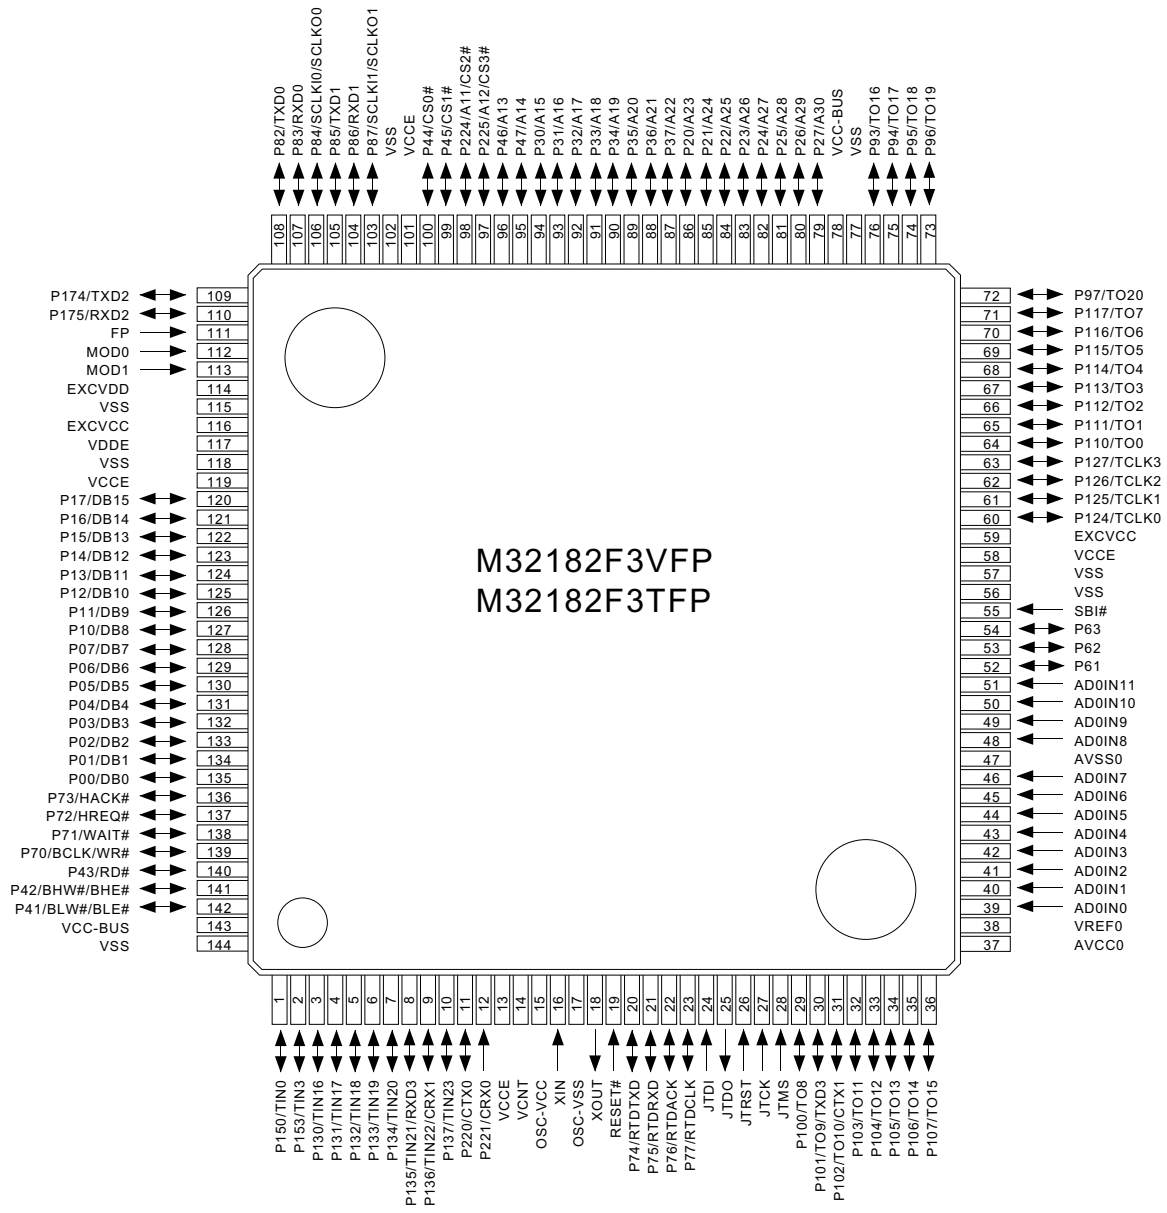 P82/TXD0
P83/RXD0
P84/SCLKI0/SCLKO0
P85/TXD1
P86/RXD1
P87/SCLKI1/SCLKO1
VSS
VCCE
P44/CS0#
P45/CS1#
P224/A11/CS2#
P225/A12/CS3#
P46/A13
P47/A14
P30/A15
P31/A16
P32/A17
P33/A18
P34/A19
P35/A20
P36/A21
P37/A22
P20/A23
P21/A24
P22/A25
P23/A26
P24/A27
P25/A28
P26/A29
P27/A30
VCC-BUS
VSS
P93/TO16
P94/TO17
P95/TO18
P96/TO19
108
107
106
105
104
103
102
101
100
99
98
97
96
95
94
93
92
91
90
89
88
87
86
85
84
83
82
81
80
79
78
77
76
75
74
73
P174/TXD2 109
P175/RXD2 110
FP 111
MOD0 112
MOD1 113
EXCVDD 114
VSS 115
EXCVCC 116
VDDE 117
VSS 118
VCCE 119
P17/DB15 120
P16/DB14 121
P15/DB13 122
P14/DB12 123
P13/DB11 124
P12/DB10 125
P11/DB9 126
P10/DB8 127
P07/DB7 128
P06/DB6 129
P05/DB5 130
P04/DB4 131
P03/DB3 132
P02/DB2 133
P01/DB1 134
P00/DB0 135
P73/HACK# 136
P72/HREQ# 137
P71/WAIT# 138
P70/BCLK/WR# 139
P43/RD# 140
P42/BHW#/BHE# 141
P41/BLW#/BLE# 142
VCC-BUS 143
VSS 144
M32182F3VFP
M32182F3TFP
72 P97/TO20
71 P117/TO7
70 P116/TO6
69 P115/TO5
68 P114/TO4
67 P113/TO3
66 P112/TO2
65 P111/TO1
64 P110/TO0
63 P127/TCLK3
62 P126/TCLK2
61 P125/TCLK1
60 P124/TCLK0
59 EXCVCC
58 VCCE
57 VSS
56 VSS
55 SBI#
54 P63
53 P62
52 P61
51 AD0IN11
50 AD0IN10
49 AD0IN9
48 AD0IN8
47 AVSS0
46 AD0IN7
45 AD0IN6
44 AD0IN5
43 AD0IN4
42 AD0IN3
41 AD0IN2
40 AD0IN1
39 AD0IN0
38 VREF0
37 AVCC0
1
2
3
4
5
6
7
8
9
10
11
12
13
14
15
16
17
18
19
20
21
22
23
24
25
26
27
28
29
30
31
32
33
34
35
36
P150/TIN0
P153/TIN3
P130/TIN16
P131/TIN17
P132/TIN18
P133/TIN19
P134/TIN20
P135/TIN21/RXD3
P136/TIN22/CRX1
P137/TIN23
P220/CTX0
P221/CRX0
VCCE
VCNT
OSC-VCC
XIN
OSC-VSS
XOUT
RESET#
P74/RTDTXD
P75/RTDRXD
P76/RTDACK
P77/RTDCLK
JTDI
JTDO
JTRST
JTCK
JTMS
P100/TO8
P101/TO9/TXD3
P102/TO10/CTX1
P103/TO11
P104/TO12
P105/TO13
P106/TO14
P107/TO15